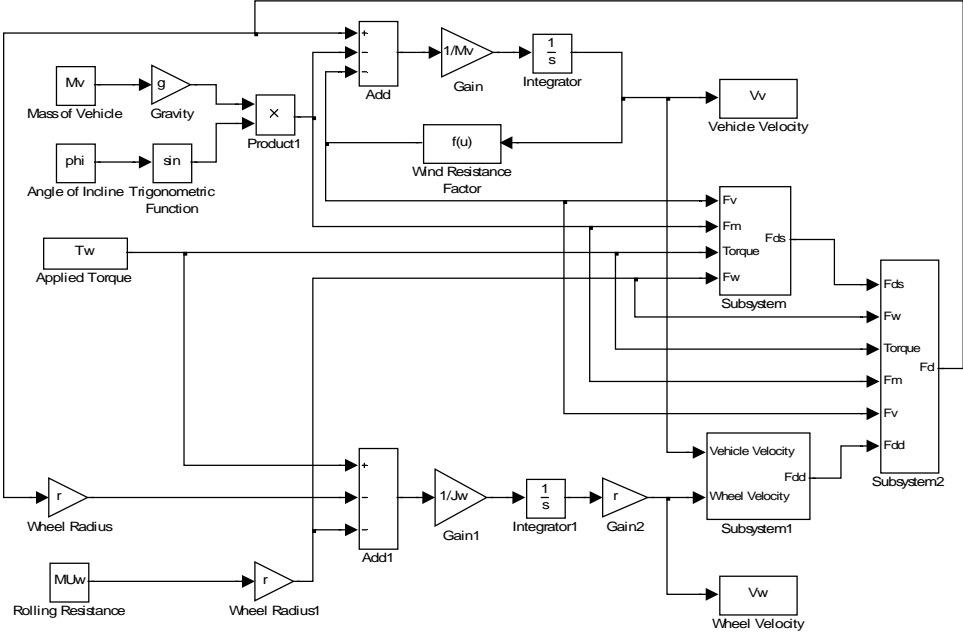 +
−
−
Add
1/Mv
Gain
1
s
Integrator
Mv
Mass of Vehicle
g
Gravity
×
Product1
phi
Angle of Incline
sin
Trigonometric
Function
f(u)
Wind Resistance
Factor
Vv
Vehicle Velocity
Fv
Fm
Torque
Fw
Fds
Subsystem
Tw
Applied Torque
Fds
Fw
Torque
Fm
Fv
Fdd
Fd
Subsystem2
+
−
−
Add1
1/Jw
Gain1
1
s
Integrator1
r
Gain2
Vehicle Velocity
Wheel Velocity
Fdd
Subsystem1
r
Wheel Radius
MUw
Rolling Resistance
r
Wheel Radius1
Vw
Wheel Velocity